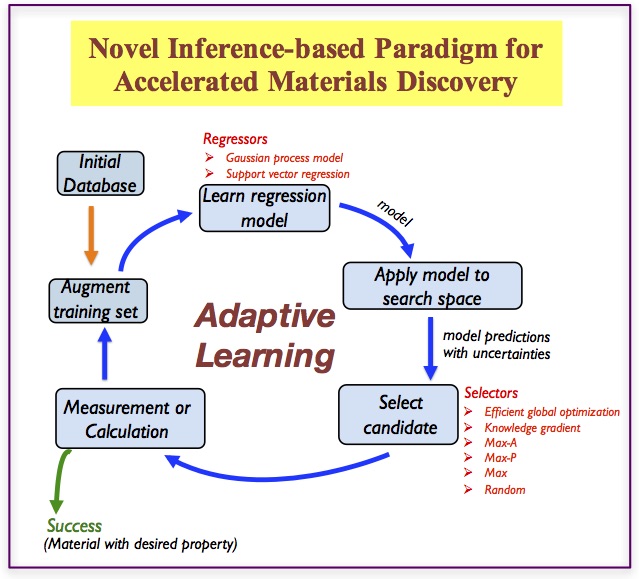 Novel Inference-based Paradigm for
Accelerated Materials Discovery
Regressors
Gaussian process model
Support vector regression
Initial
Database
Learn regression
model
model
Augment
training set
Apply model to
search space
Adaptive
Learning
model predictions
with uncertainties
Measurement or
Calculation
Select
candidate
Selectors
Efficient global optimization
Knowledge gradient
Max-A
Max-P
Max
Random
Success
(Material with desired property)